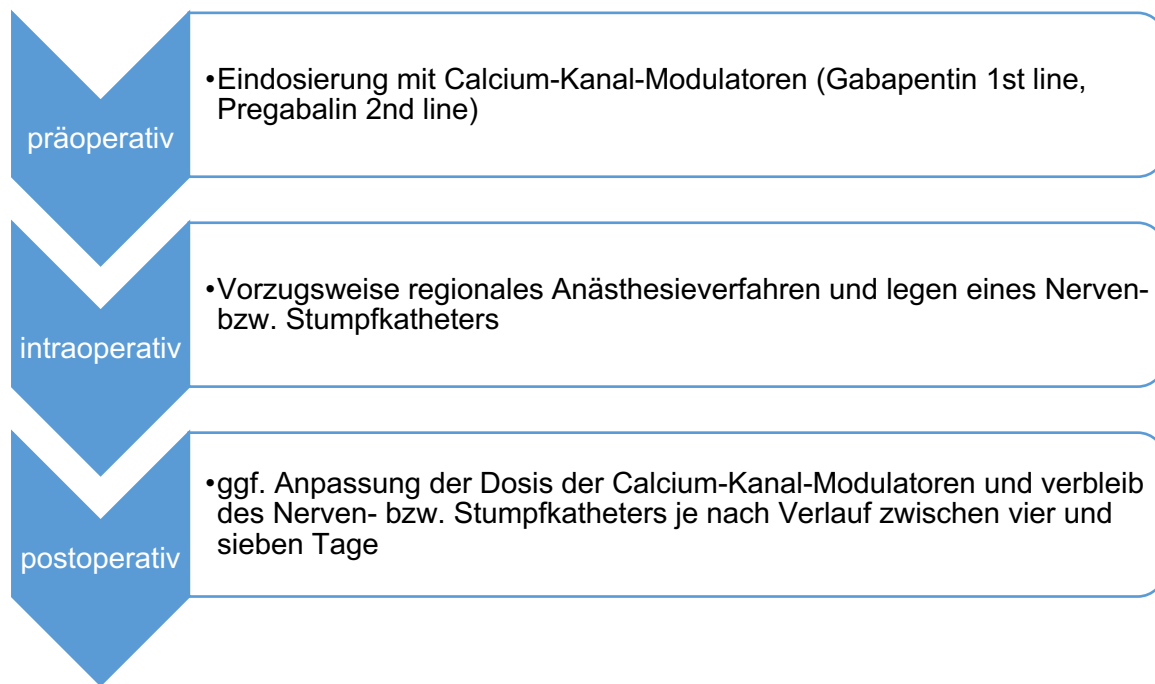 präoperativ
•Eindosierung mit Calcium-Kanal-Modulatoren (Gabapentin 1st line,
Pregabalin 2nd line)
intraoperativ
•Vorzugsweise regionales Anästhesieverfahren und legen eines Nerven-
bzw. Stumpfkatheters
postoperativ
•ggf. Anpassung der Dosis der Calcium-Kanal-Modulatoren und verbleib
des Nerven- bzw. Stumpfkatheters je nach Verlauf zwischen vier und
sieben Tage